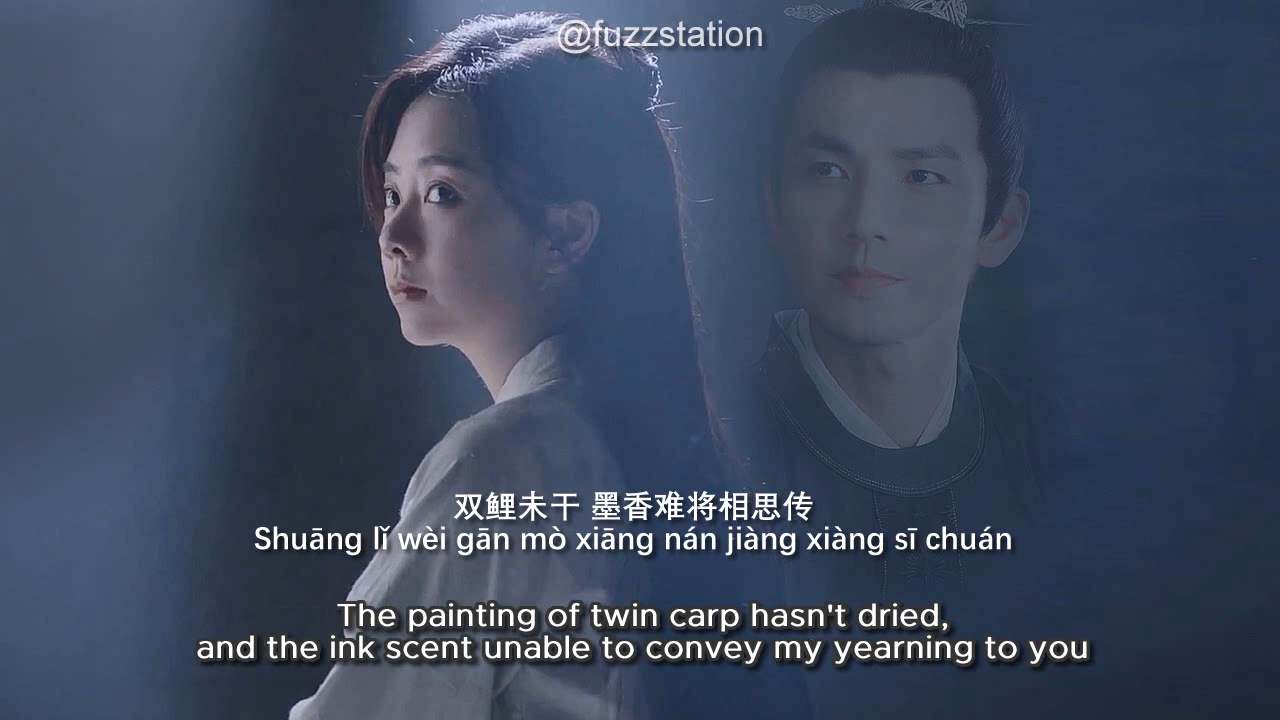 @fuzzstation
双鲤未干 墨香难将相思传
Shuāng lǐ wèi gān mò xiāng nán jiàng xiàng sī chuán
The painting of twin carp hasn't dried,
and the ink scent unable to convey my yearning to you